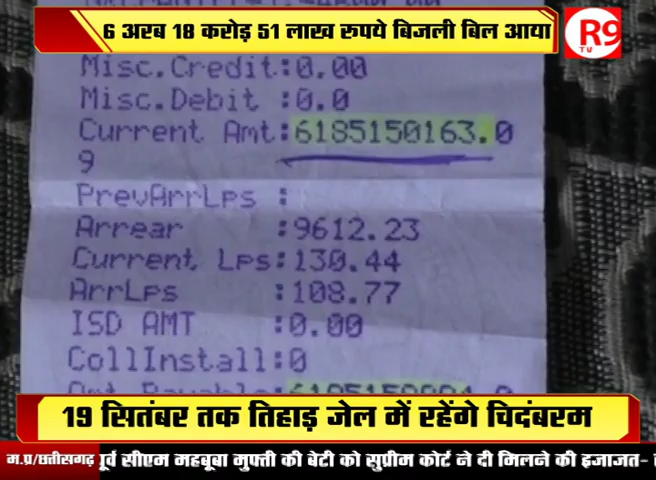 6 अरब 18 करोड़ 51 लाख रुपये बिजली बिल आया
R9
TV
Misc.Credit:0.00
Misc.Debit :0.0
Current Amt:6185150163.0
9
PrevArrLps :
Arrear :9612.23
Current Lps:130.44
ArrLps :108.77
ISD AMT :0.00
CollInstall:0
19 सितंबर तक तिहाड़ जेल में रहेंगे चिदंबरम
म.प्र/छत्तीसगढ़ पूर्व सीएम महबूबा मुफ्ती की बेटी को सुप्रीम कोर्ट ने दी मिलने की इजाजत-